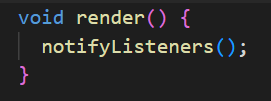 void render() {
  notifyListeners();
}